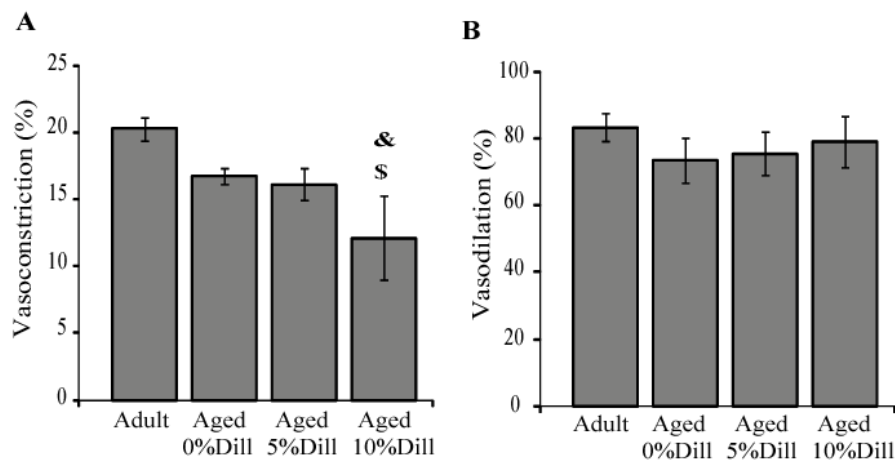 A
Vasoconstriction (%)
25
20
15
10
5
0
&
$
Adult
Aged
0%Dill
Aged
5%Dill
Aged
10%Dill
B
Vasodilation (%)
100
80
60
40
20
0
Adult
Aged
0%Dill
Aged
5%Dill
Aged
10%Dill